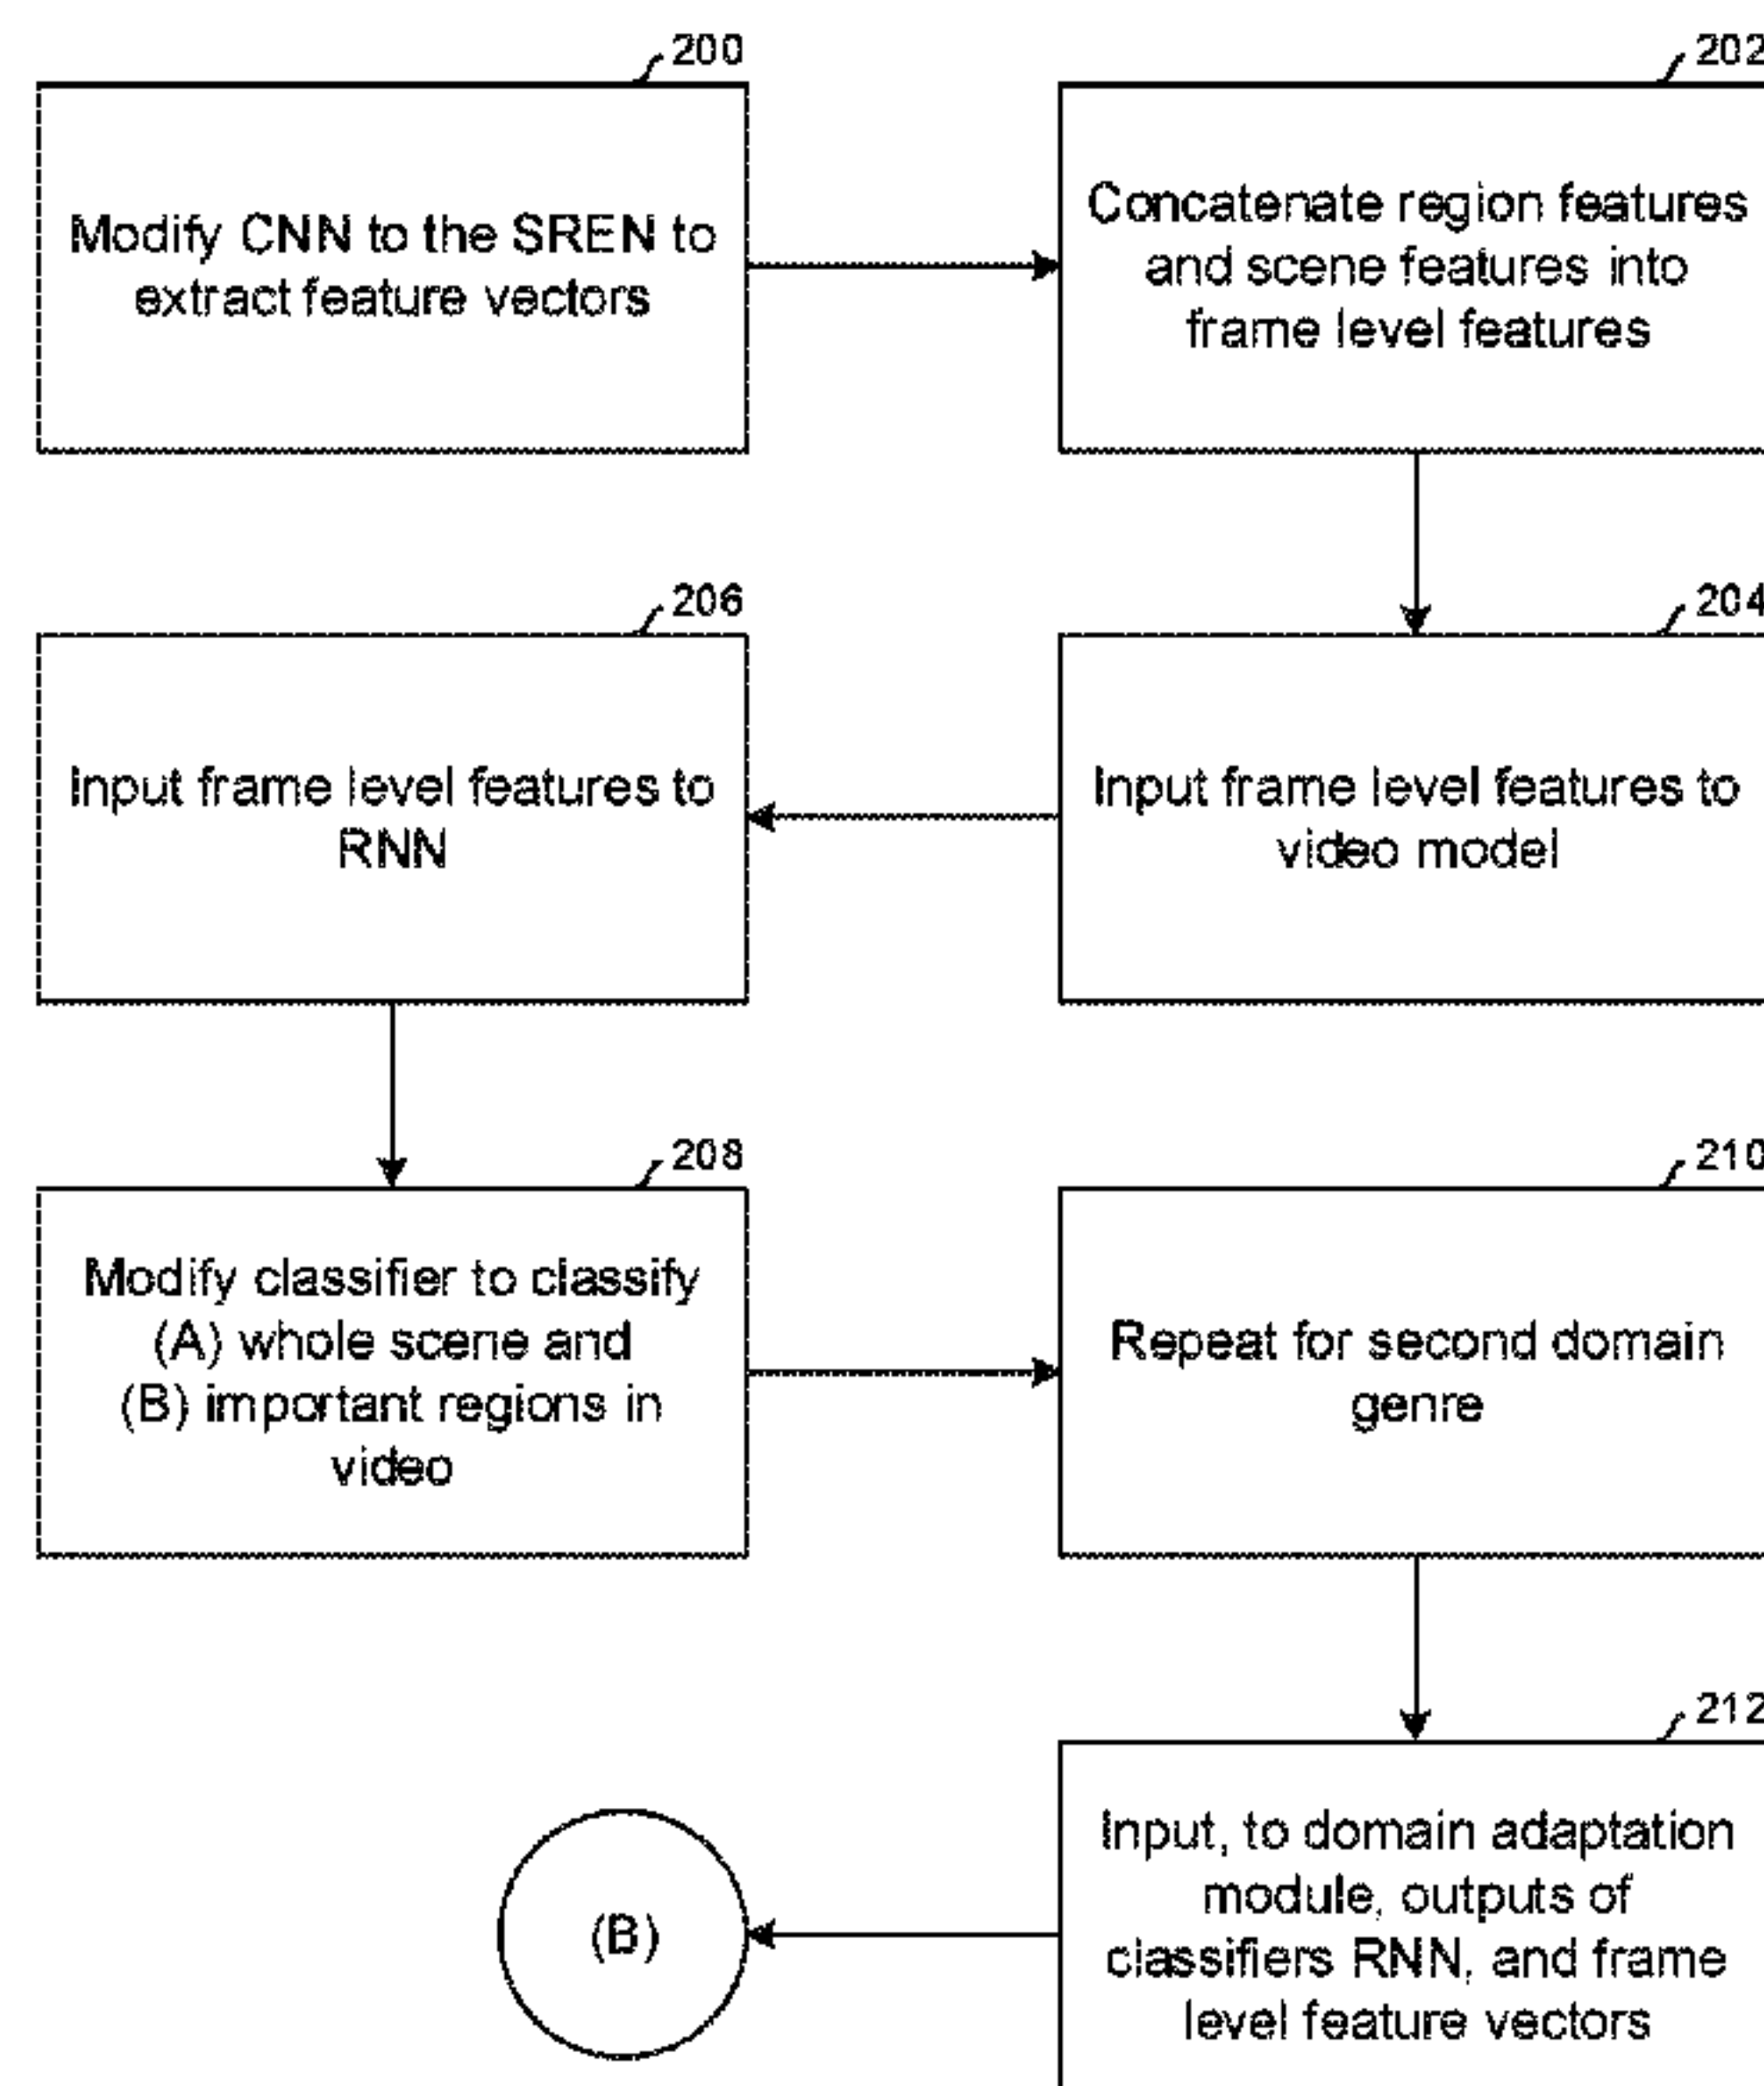 200
Modify CNN to the SREN to
extract feature vectors
202
Concatenate region features
and scene features into
frame level features
204
Input frame level features to
video model
206
Input frame level features to
RNN
208
Modify classifier to classify
(A) whole scene and
(B) important regions in
video
210
Repeat for second domain
genre
212
Input, to domain adaptation
module, outputs of
classifiers RNN, and frame
level feature vectors
(B)